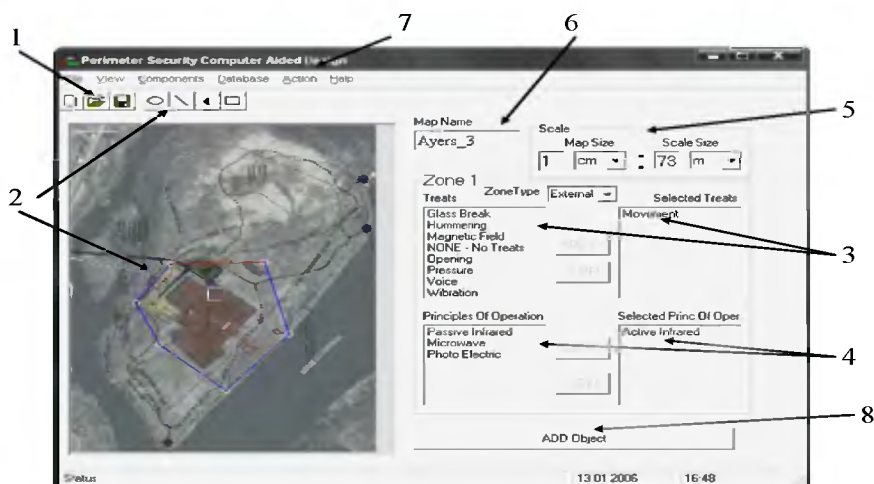 1
7
6
Perimeter Security Computer Aided Design
View Components Database Action Help
5
Map Name
Ayers_3
Scale
Map Size
Scale Size
1 cm : 73 m
2
Zone 1
ZoneType External
Treats
Selected Treats
Glass Break
Hummering
Magnetic Field
NONE - No Treats
Opening
Pressure
Voice
Wibration
Movement
3
Principles Of Operation
Selected Princ Of Oper
Passive Infrared
Microwave
Photo Electric
Active Infrared
4
8
ADD Object
Status
13 01 2006
16:48